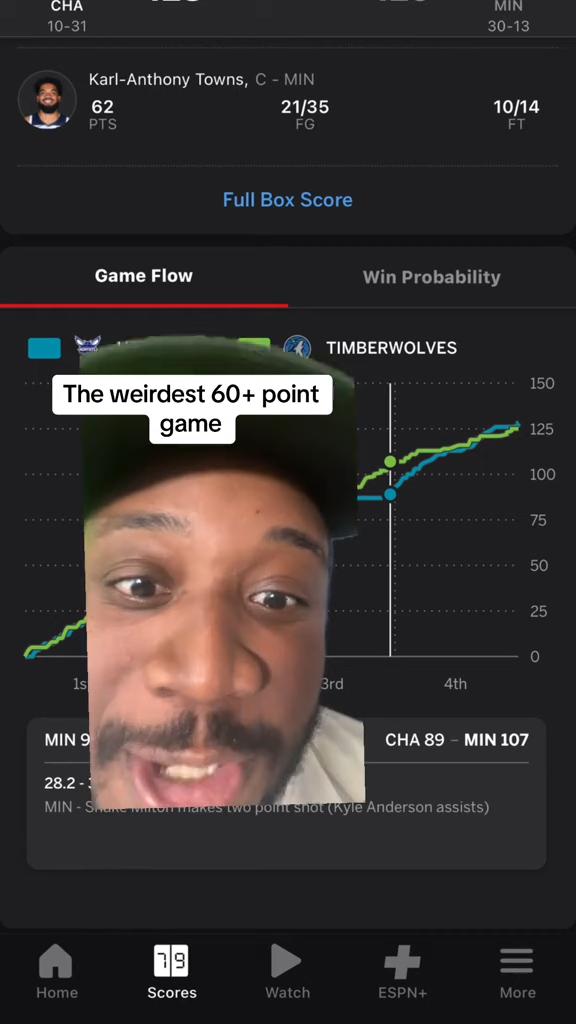 CHA
MIN
10-31
30-13
Karl-Anthony Towns, C - MIN
62
21/35
10/14
PTS
FG
FT
Full Box Score
Game Flow
Win Probability
TIMBERWOLVES
The weirdest 60+ point
game
150
125
100
75
50
25
0
1s
3rd
4th
MIN 9
CHA 89 – MIN 107
28.2 -
MIN - Shake Milton makes two point shot (Kyle Anderson assists)
79
Home
Scores
Watch
ESPN+
More